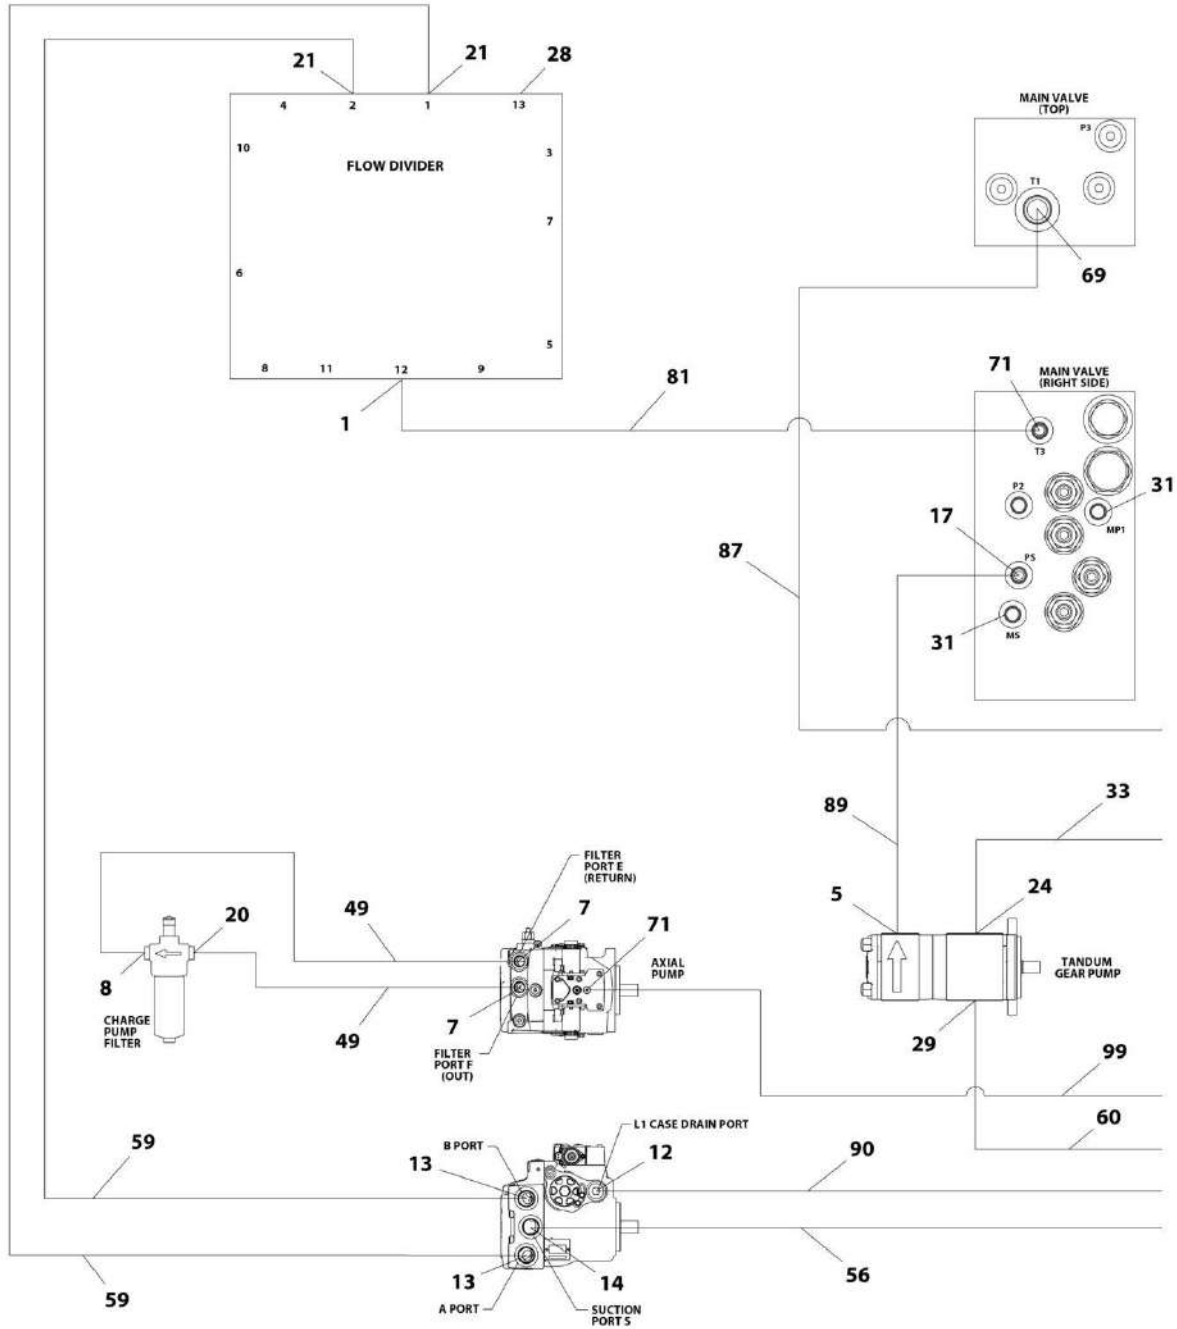 21
21
28
4
2
1
13
10
FLOW DIVIDER
3
7
6
5
8
11
12
9
1
MAIN VALVE
(TOP)
P3
T1
69
81
71
MAIN VALVE
(RIGHT SIDE)
T3
P2
31
MP1
17
PS
87
31
MS
89
33
5
24
TANDUM
GEAR PUMP
29
FILTER
PORT E
(RETURN)
49
7
71
AXIAL
PUMP
20
8
CHARGE
PUMP
FILTER
49
7
FILTER
PORT F
(OUT)
99
60
59
B PORT
13
L1 CASE DRAIN PORT
12
90
59
13
A PORT
14
SUCTION
PORT S
56